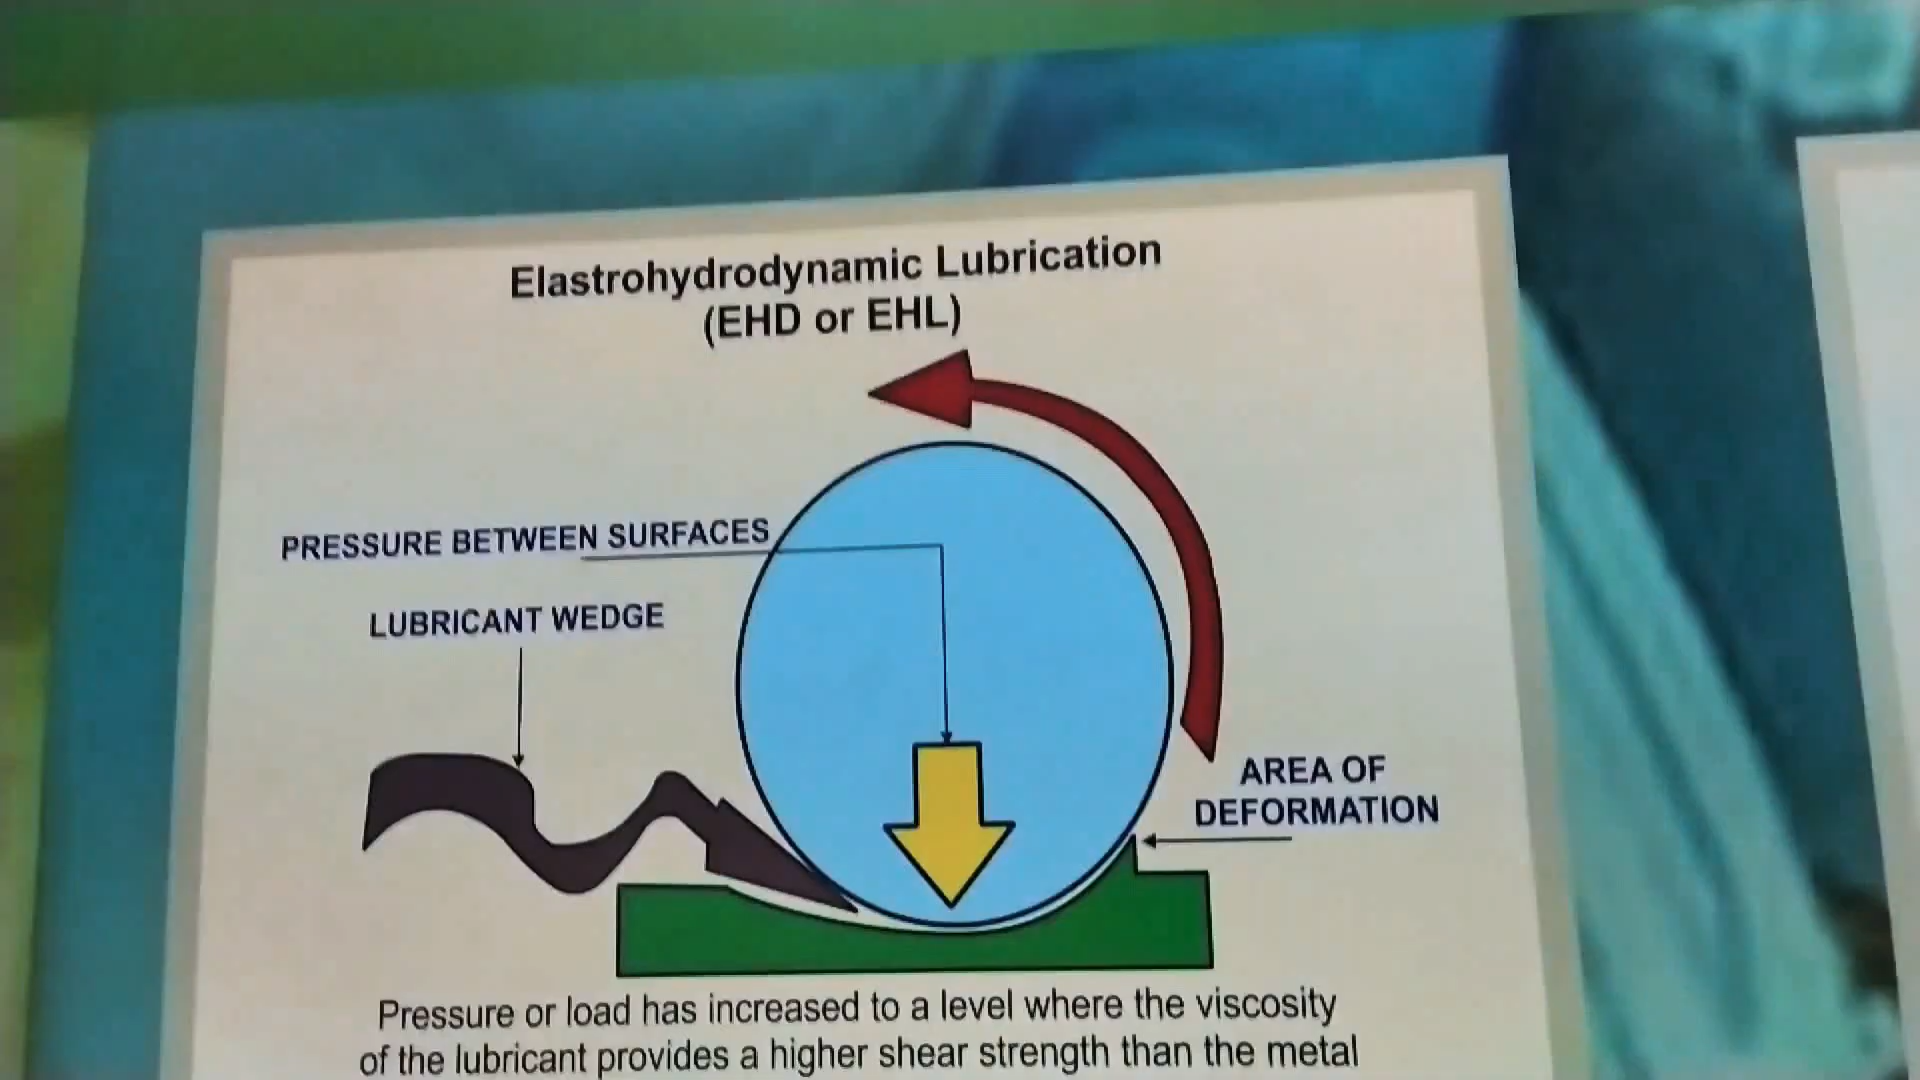 Elastrohydrodynamic Lubrication
(EHD or EHL)
PRESSURE BETWEEN SURFACES
LUBRICANT WEDGE
AREA OF
DEFORMATION
Pressure or load has increased to a level where the viscosity
of the lubricant provides a higher shear strength than the metal